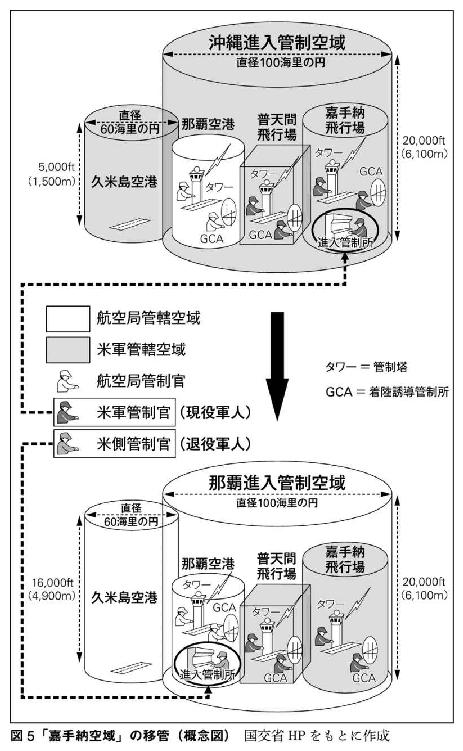 沖縄進入管制空域
直径100海里の円
直径
60海里の円
那覇空港
普天間
飛行場
嘉手納
飛行場
20,000ft
(6,100m)
5,000ft
(1,500m)
久米島空港
タワー
GCA
タワー
GCA
タワー
GCA
進入管制所
航空局管轄空域
米軍管轄空域
航空局管制官
米軍管制官(現役軍人)
米側管制官(退役軍人)
タワー=管制塔
GCA=着陸誘導管制所
那覇進入管制空域
直径100海里の円
直径
60海里の円
那覇空港
普天間
飛行場
嘉手納
飛行場
16,000ft
(4,900m)
久米島空港
20,000ft
(6,100m)
タワー
GCA
進入管制所
タワー
GCA
タワー
GCA
図5「嘉手納空域」の移管(概念図) 国交省HPをもとに作成